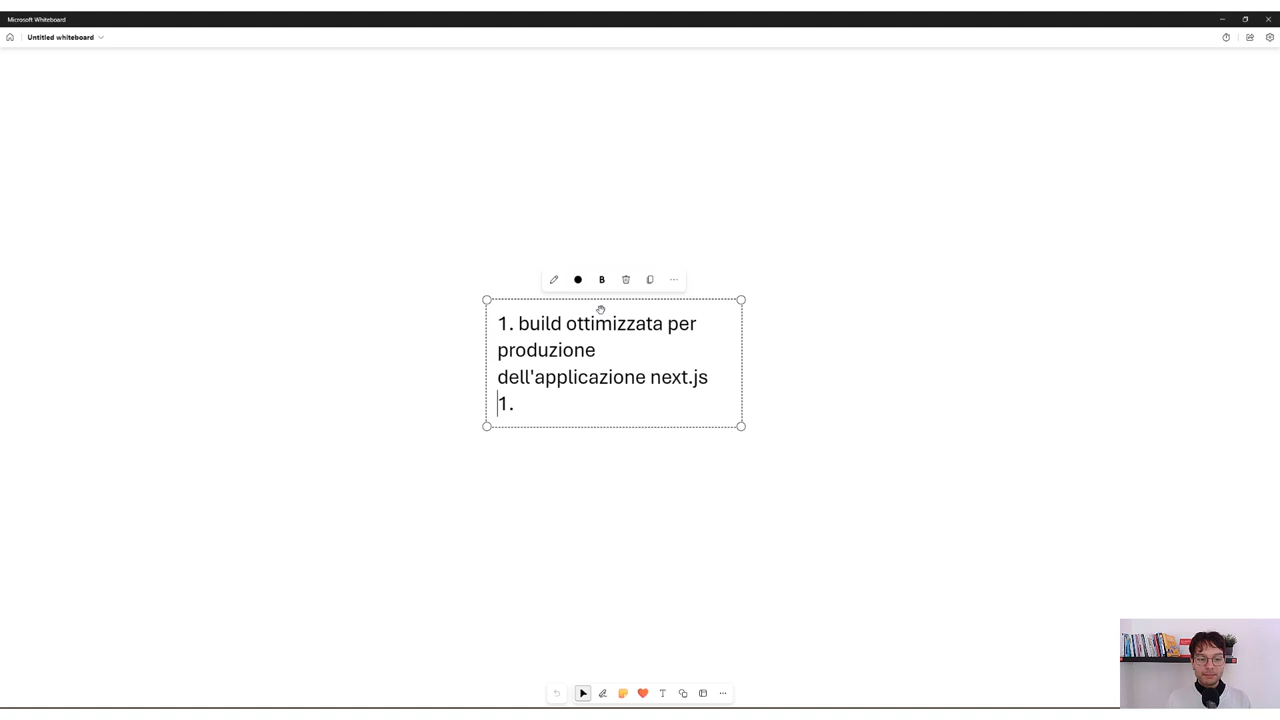 Microsoft Whiteboard
Untitled whiteboard
B
1. build ottimizzata per
produzione
dell'applicazione next.js
1.
T